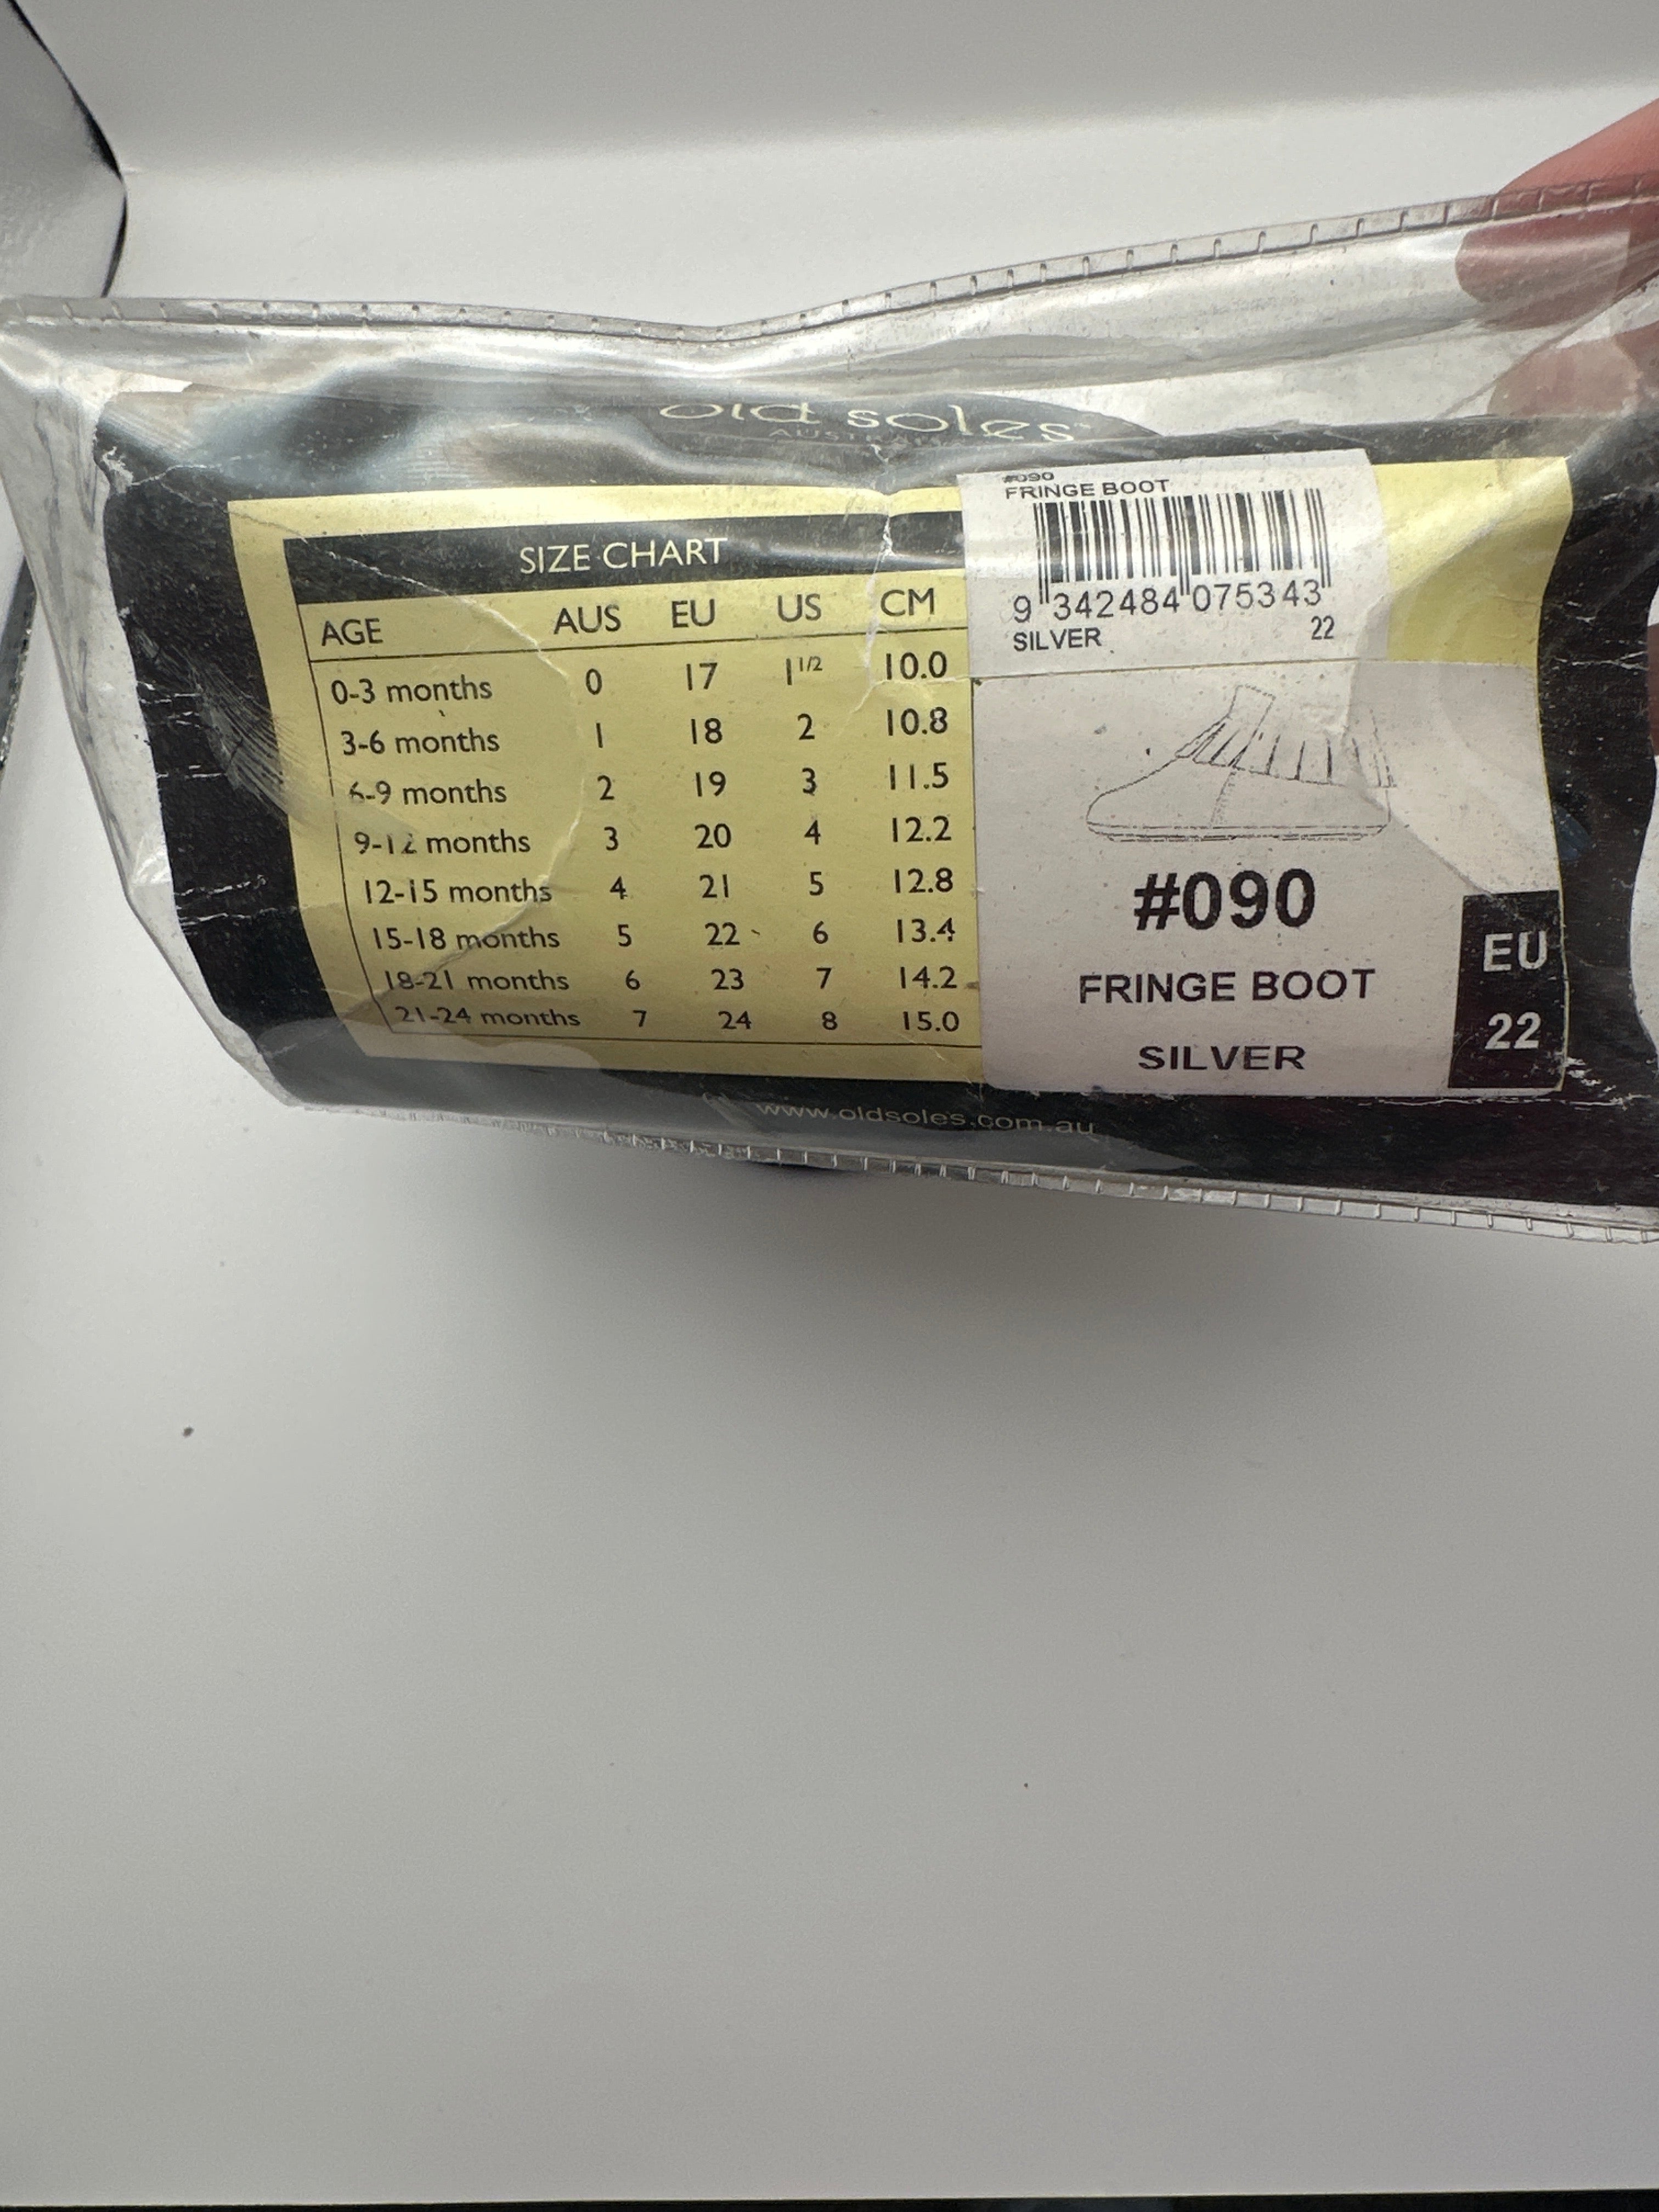 old soles
AUSTRALIA
SIZE CHART
AGE AUS EU US CM
0-3 months 0 17 1 1/2 10.0
3-6 months 1 18 2 10.8
6-9 months 2 19 3 11.5
9-12 months 3 20 4 12.2
12-15 months 4 21 5 12.8
15-18 months 5 22 6 13.4
18-21 months 6 23 7 14.2
21-24 months 7 24 8 15.0
#090
FRINGE BOOT
9 342484 075343
SILVER 22
#090
FRINGE BOOT
SILVER
EU
22
www.oldsoles.com.au